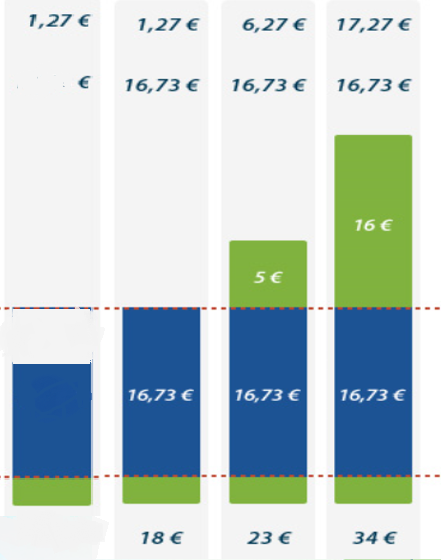 1,27 € 1,27 € 6,27 € 17,27 €
€ 16,73 € 16,73 € 16,73 €
16 €
5 €
16,73 € 16,73 € 16,73 €
18 € 23 € 34 €